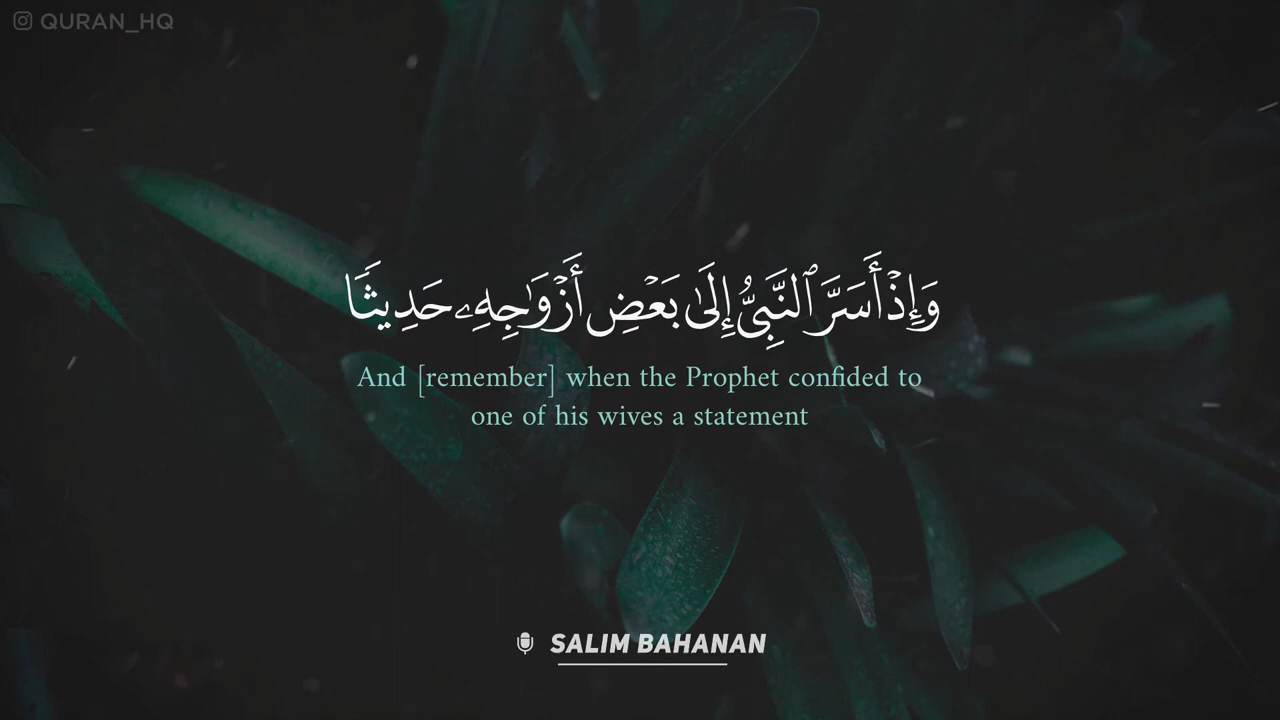 QURAN_HQ
وَإِذْ أَسَرَّ ٱلنَّبِىُّ إِلَىٰ بَعْضِ أَزْوَٰجِهِۦ حَدِيثًا
And [remember] when the Prophet confided to
one of his wives a statement
SALIM BAHANAN